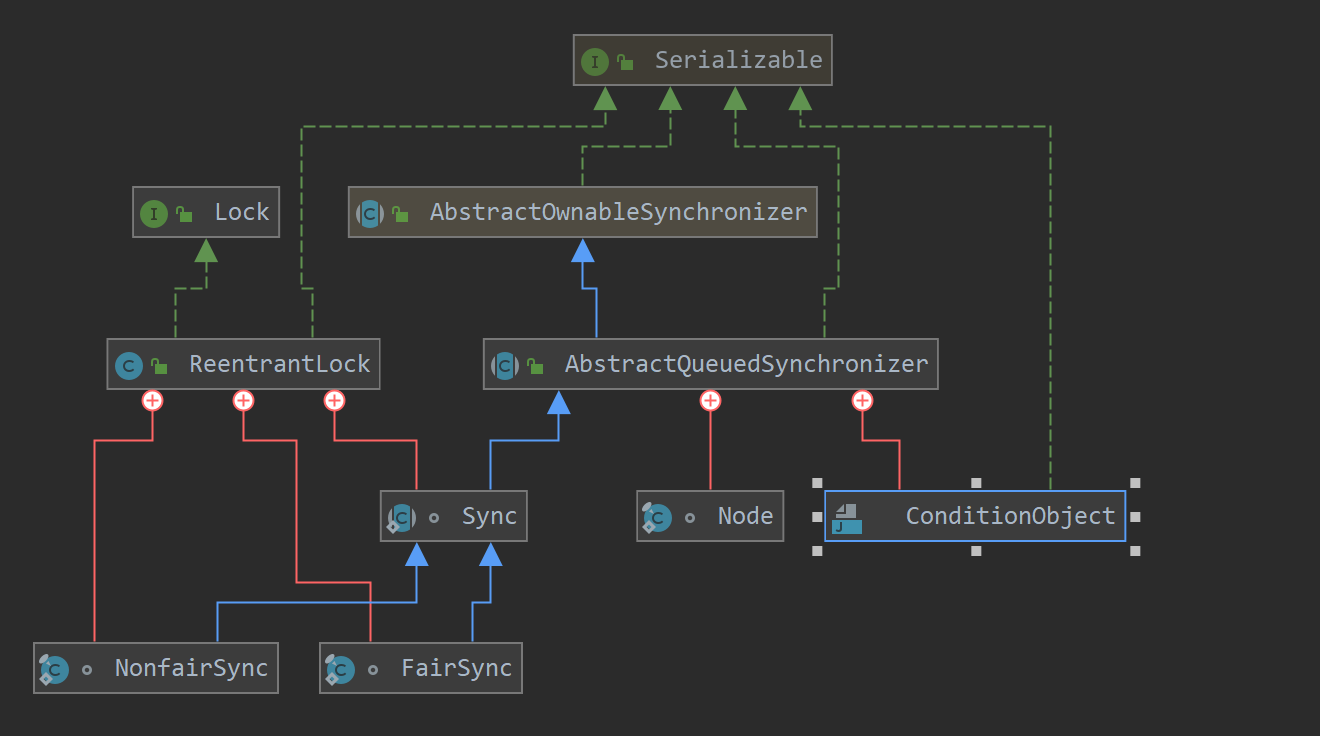 Serializable
Lock
AbstractOwnableSynchronizer
ReentrantLock
AbstractQueuedSynchronizer
Sync
Node
ConditionObject
NonfairSync
FairSync